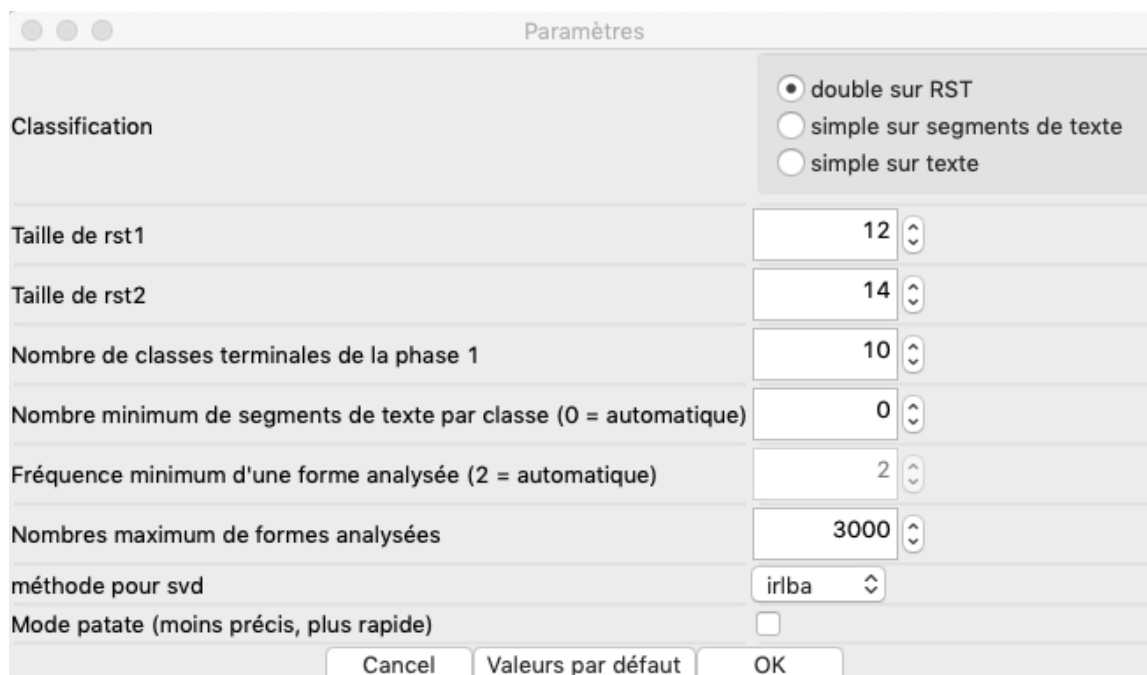 Paramètres
Classification
double sur RST
simple sur segments de texte
simple sur texte
Taille de rst1 12
Taille de rst2 14
Nombre de classes terminales de la phase 1 10
Nombre minimum de segments de texte par classe (0 = automatique) 0
Fréquence minimum d'une forme analysée (2 = automatique) 2
Nombres maximum de formes analysées 3000
méthode pour svd irlba
Mode patate (moins précis, plus rapide)
Cancel Valeurs par défaut OK